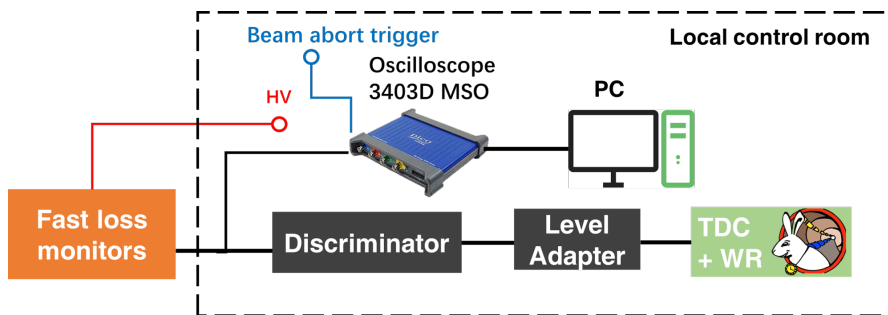 Beam abort trigger
Local control room
Oscilloscope
3403D MSO
HV
PC
pico
Fast loss
monitors
Discriminator
Level
Adapter
TDC
+ WR